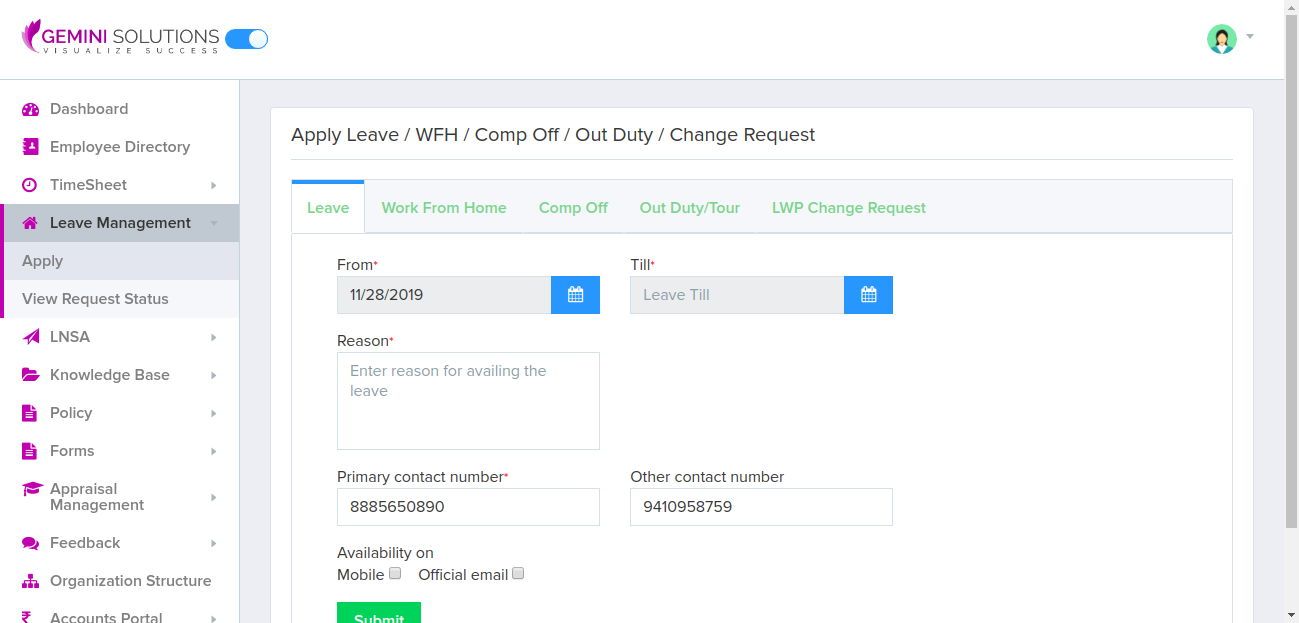 GEMINI SOLUTIONS
VISUALIZE SUCCESS
Dashboard
Employee Directory
TimeSheet
Leave Management
Apply
View Request Status
LNSA
Knowledge Base
Policy
Forms
Appraisal
Management
Feedback
Organization Structure
Accounts Portal
Apply Leave / WFH / Comp Off / Out Duty / Change Request
Leave Work From Home Comp Off Out Duty/Tour LWP Change Request
From* Till*
11/28/2019 Leave Till
Reason*
Enter reason for availing the
leave
Primary contact number* Other contact number
8885650890 9410958759
Availability on
Mobile Official email
Submit